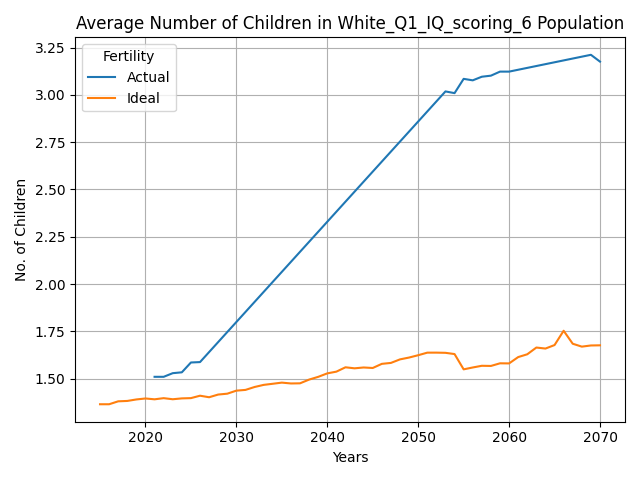 Average Number of Children in White_Q1_IQ_scoring_6 Population
Fertility
Actual
Ideal
3.25
3.00
2.75
2.50
2.25
2.00
1.75
1.50
No. of Children
2020 2030 2040 2050 2060 2070
Years